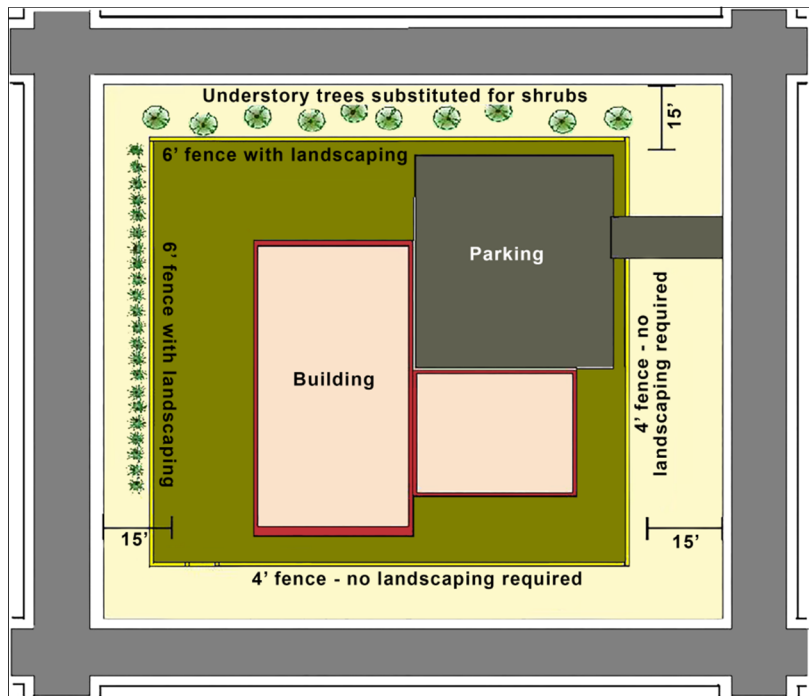 Understory trees substituted for shrubs
15’
6’ fence with landscaping
Parking
6’ fence with landscaping
4’ fence - no
landscaping required
Building
15’
15’
4’ fence - no landscaping required